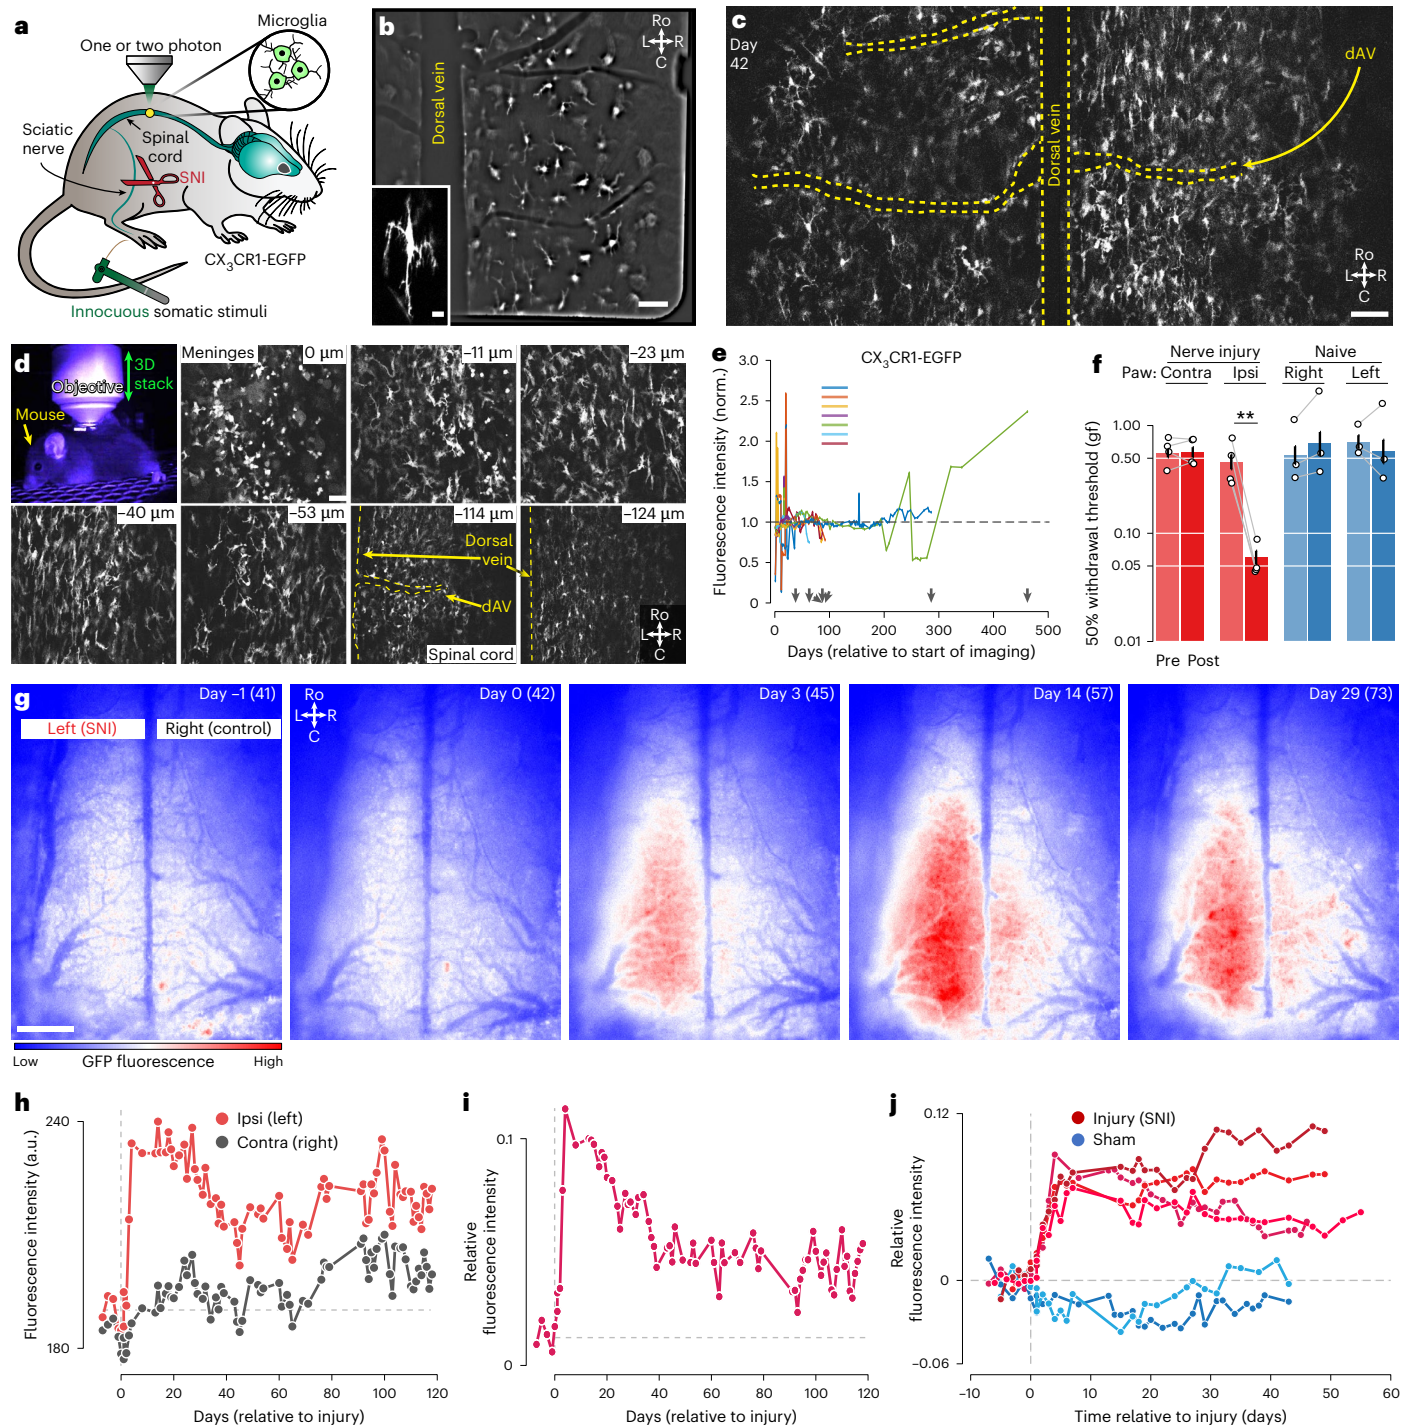 a
Microglia
One or two photon
Sciatic
nerve
Spinal
cord
SNI
CX3CR1-EGFP
Innocuous somatic stimuli
b
Ro
L R
C
Dorsal vein
c
Day
42
dAV
Dorsal vein
Ro
L R
C
d
3D
stack
Objective
Mouse
Meninges
0 µm
–11 µm
–23 µm
–40 µm
–53 µm
–114 µm
–124 µm
Dorsal
vein
dAV
Spinal cord
Ro
L R
C
e
CX3CR1-EGFP
Fluorescence intensity (norm.)
3.0
2.5
2.0
1.5
1.0
0.5
0
0 100 200 300 400 500
Days (relative to start of imaging)
f
Nerve injury Naive
Paw: Contra Ipsi Right Left
**
50% withdrawal threshold (gf)
1.00
0.50
0.10
0.05
0.01
Pre Post
g
Day –1 (41)
Left (SNI)
Right (control)
Ro
L R
C
Day 0 (42)
Day 3 (45)
Day 14 (57)
Day 29 (73)
Low GFP fluorescence High
h
Ipsi (left)
Contra (right)
Fluorescence intensity (a.u.)
240
180
0 20 40 60 80 100 120
Days (relative to injury)
i
Relative
fluorescence intensity
0.1
0
0 20 40 60 80 100 120
Days (relative to injury)
j
Injury (SNI)
Sham
Relative
fluorescence intensity
0.12
0
–0.06
–10 0 10 20 30 40 50 60
Time relative to injury (days)